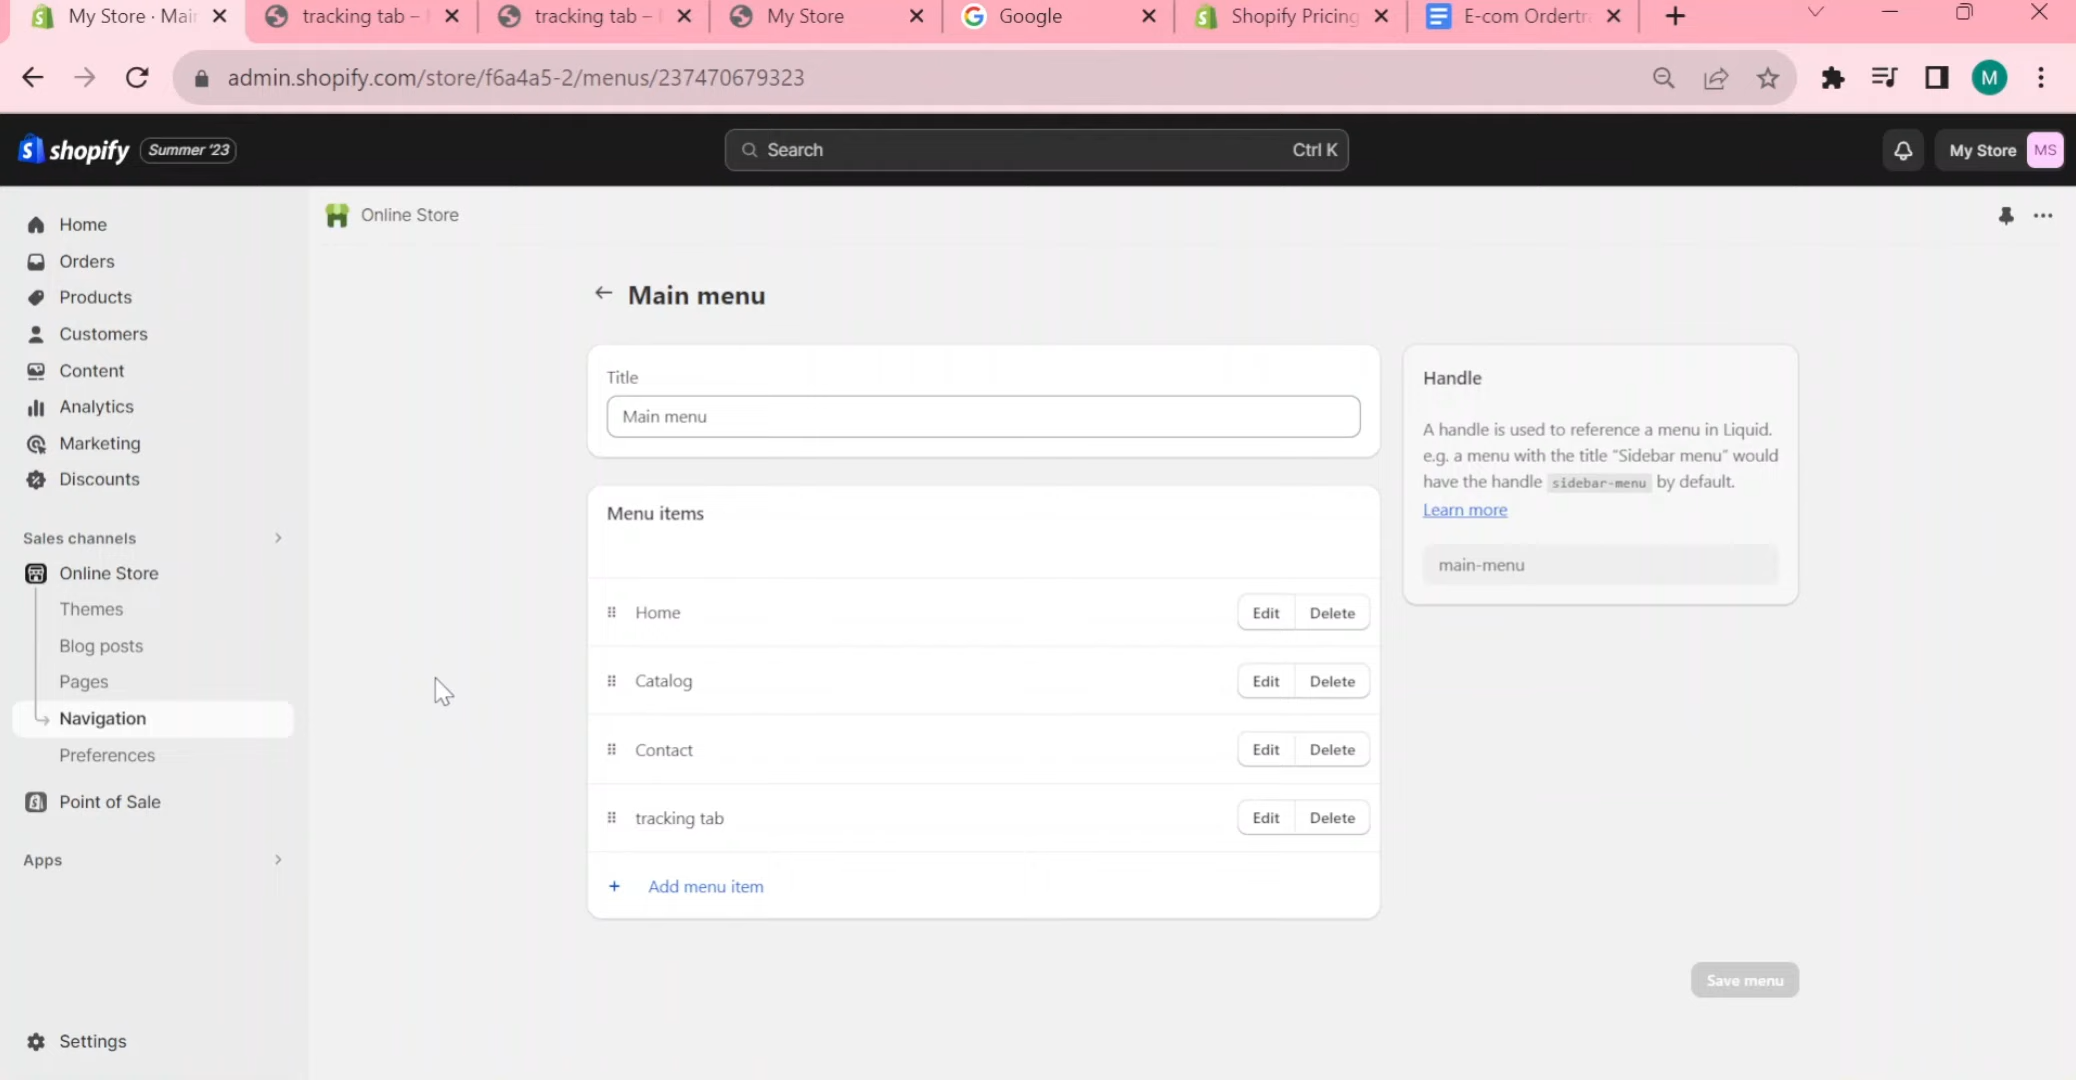 My Store · Mai
tracking tab –
tracking tab –
My Store
Google
Shopify Pricing
E-com Ordertr
admin.shopify.com/store/f6a4a5-2/menus/237470679323
M
shopify
Summer '23
Search
Ctrl K
My Store
MS
Home
Orders
Products
Customers
Content
Analytics
Marketing
Discounts
Sales channels
Online Store
Themes
Blog posts
Pages
Navigation
Preferences
Point of Sale
Apps
Settings
Online Store
Main menu
Title
Main menu
Menu items
Home
Edit
Delete
Catalog
Edit
Delete
Contact
Edit
Delete
tracking tab
Edit
Delete
+ Add menu item
Handle
A handle is used to reference a menu in Liquid.
e.g. a menu with the title "Sidebar menu" would
have the handle sidebar-menu by default.
Learn more
main-menu
Save menu